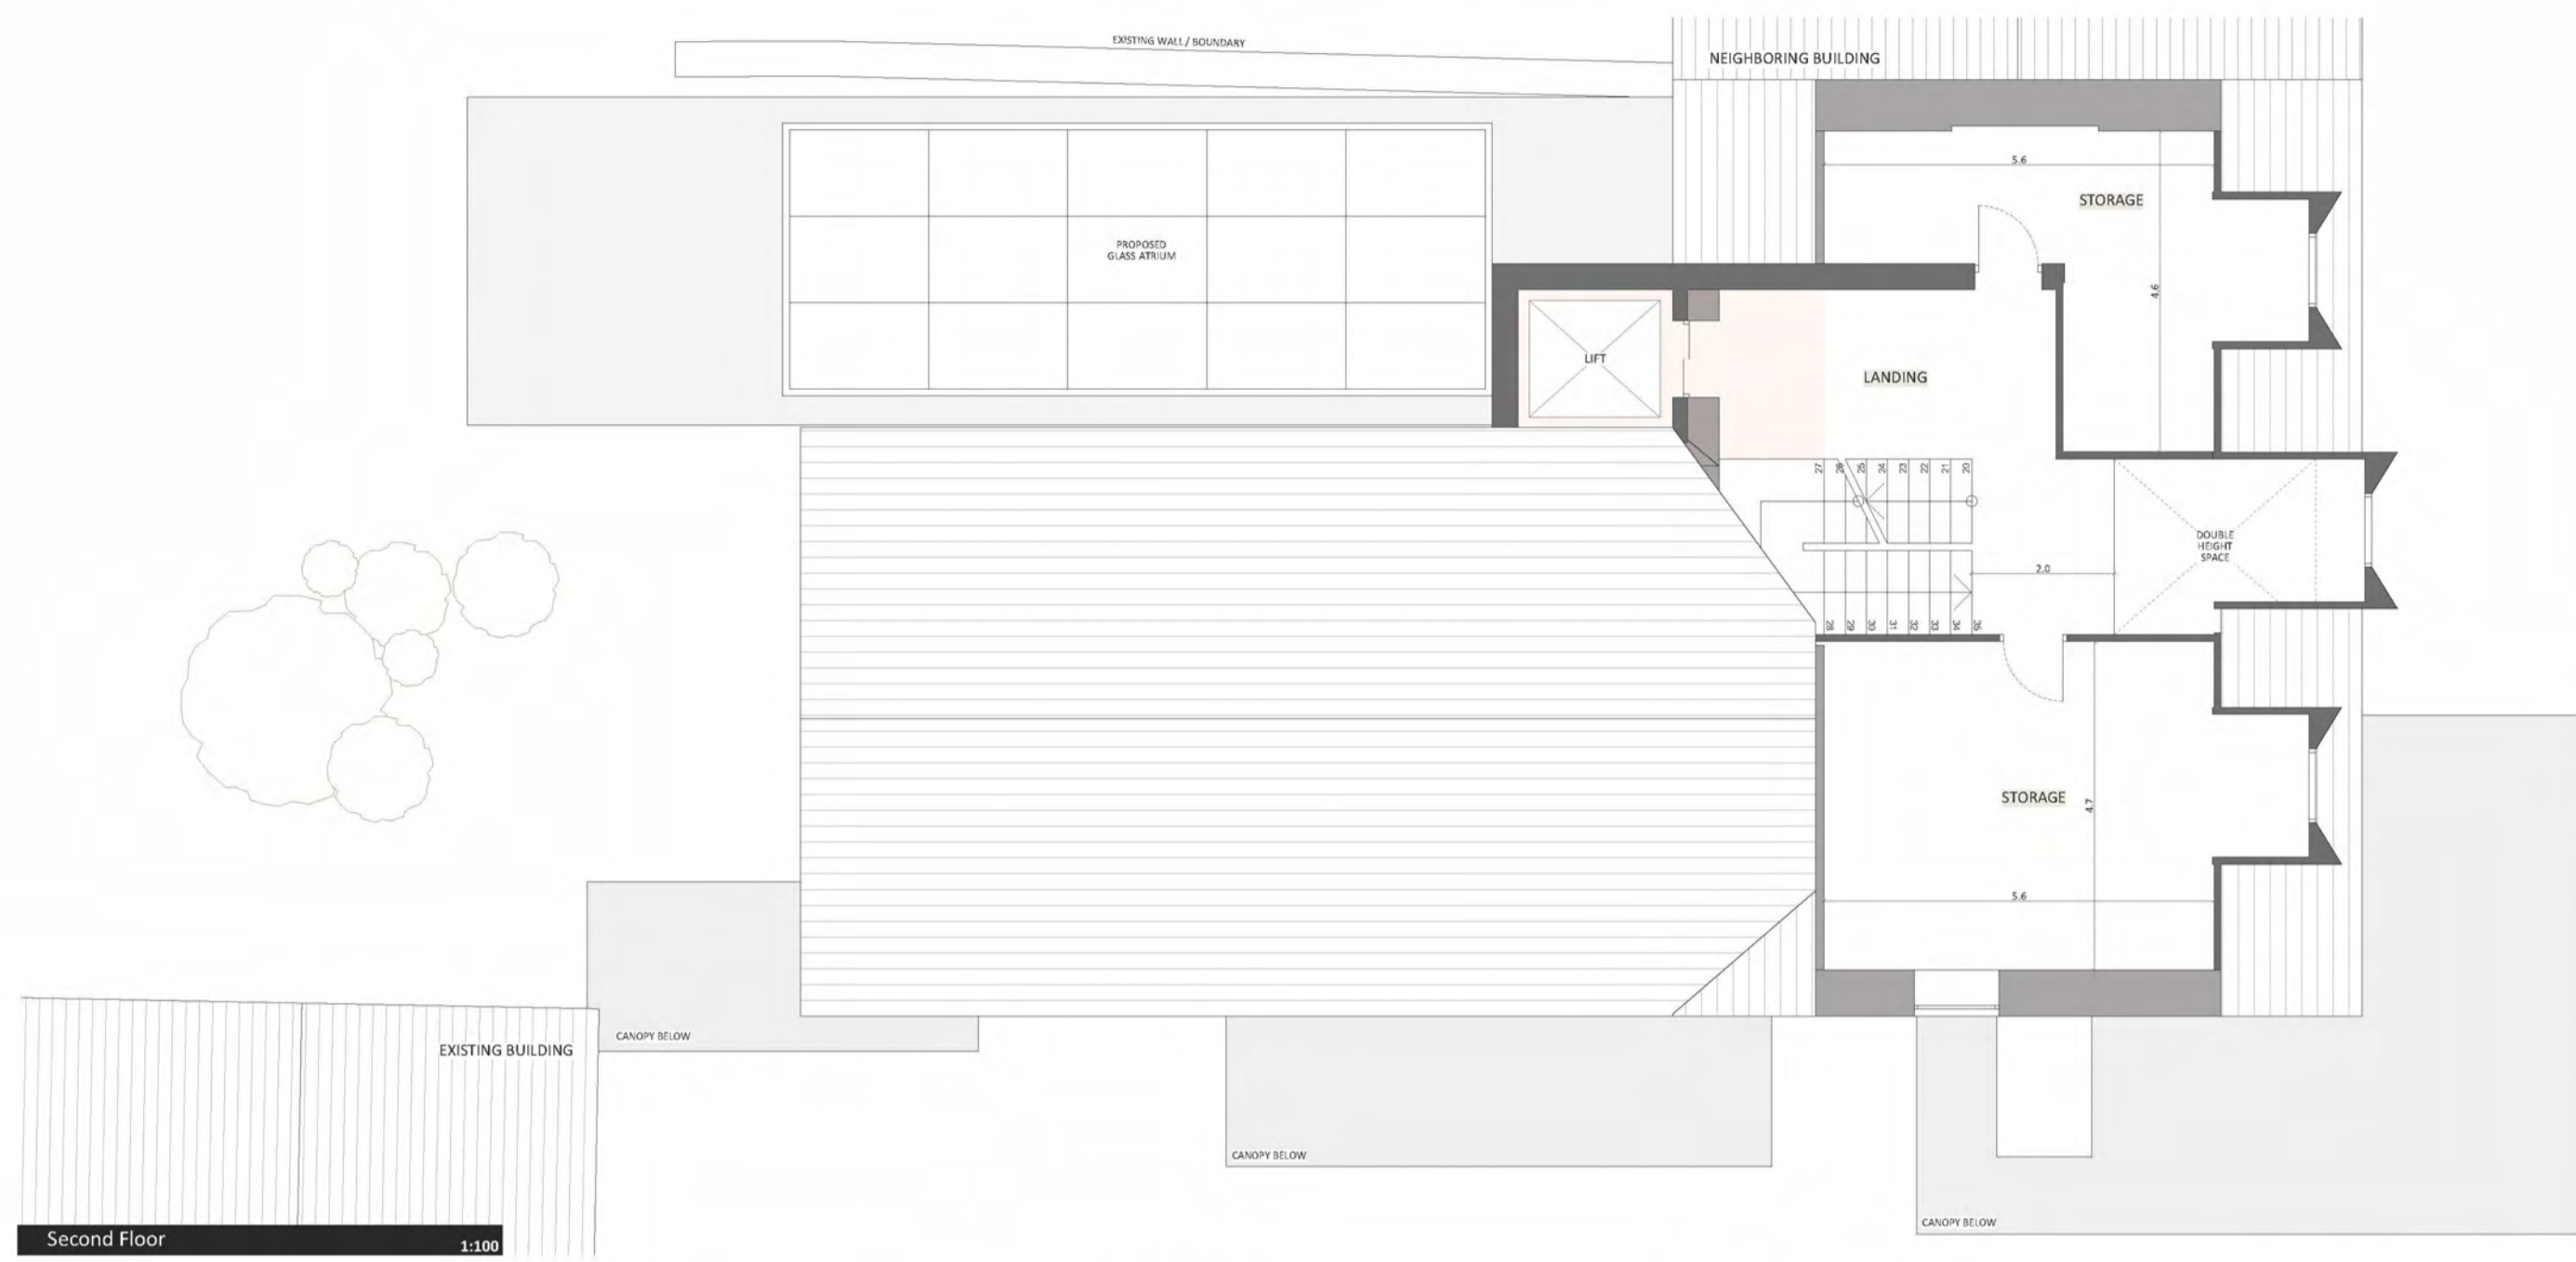 EXISTING WALL / BOUNDARY
NEIGHBORING BUILDING
5.6
STORAGE
PROPOSED
GLASS ATRIUM
4.6
LIFT
LANDING
27 26 25 24 23 22 21 20
DOUBLE
HEIGHT
SPACE
2.0
28 29 30 31 32 33 34 35
STORAGE
4.7
5.6
CANOPY BELOW
EXISTING BUILDING
CANOPY BELOW
CANOPY BELOW
Second Floor
1:100